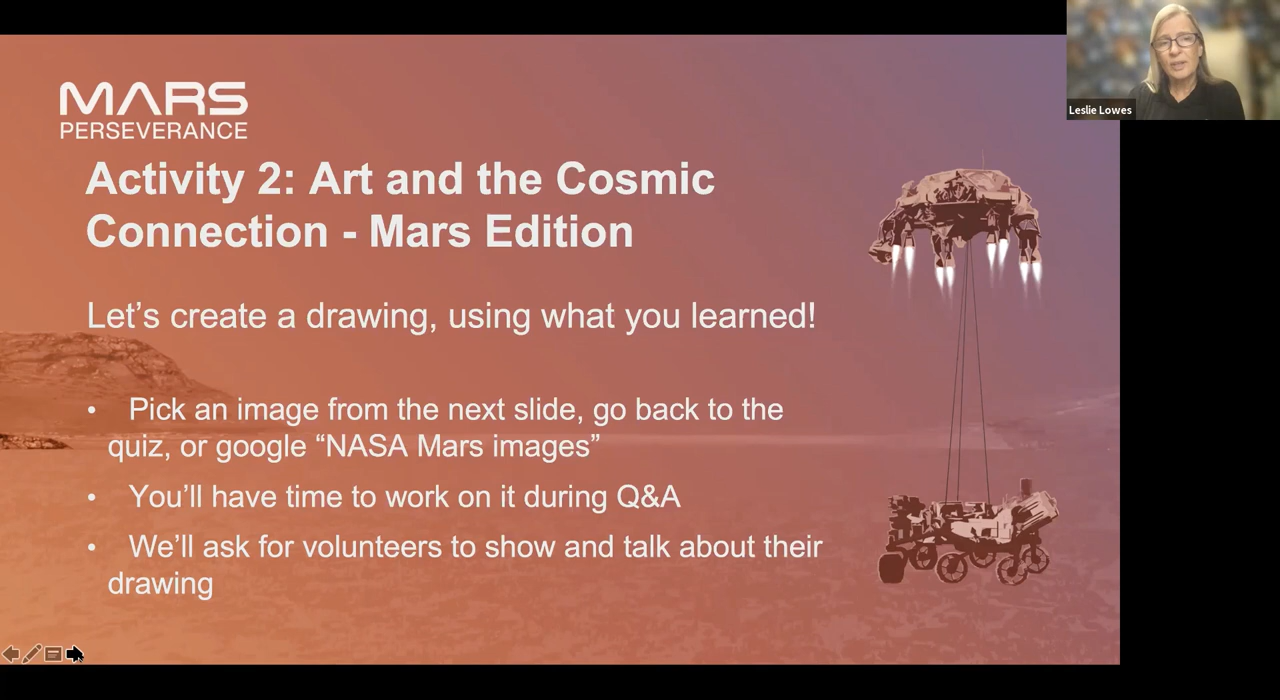 MARS
PERSEVERANCE
Activity 2: Art and the Cosmic
Connection - Mars Edition
Let’s create a drawing, using what you learned!
• Pick an image from the next slide, go back to the
quiz, or google “NASA Mars images”
• You’ll have time to work on it during Q&A
• We’ll ask for volunteers to show and talk about their
drawing
Leslie Lowes